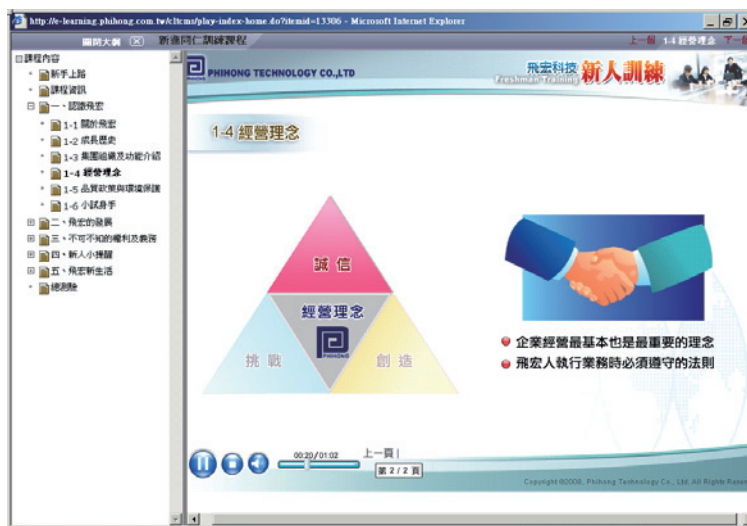 http://e-learning.phihong.com.tw/cltcms/play-index-home.do?itemid=13306 - Microsoft Internet Explorer
關閉大綱
新進同仁訓練課程
上一個 1-4 經營理念 下一
課程內容
新手上路
課程資訊
一、認識飛宏
1-1 關於飛宏
1-2 成長歷史
1-3 集團組織及功能介紹
1-4 經營理念
1-5 品質政策與環境保護
1-6 小試身手
二、飛宏的發展
三、不可不知的權利及義務
四、新人小提醒
五、飛宏新生活
總測驗
PHIHONG TECHNOLOGY CO.,LTD
飛宏科技
Freshman Training
新人訓練
1-4 經營理念
誠信
經營理念
PHIHONG
挑戰
創造
企業經營最基本也是最重要的理念
飛宏人執行業務時必須遵守的法則
00:20/01:02
上一頁 |
第 2 / 2 頁
Copyright ©2008, Phihong Technology Co., Ltd. All Rights